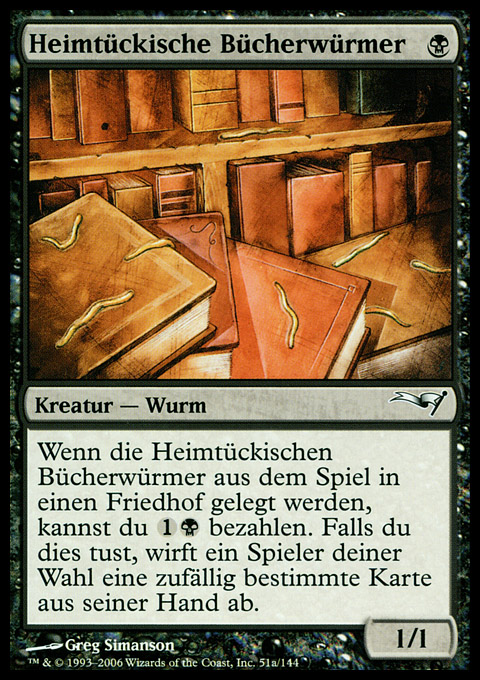 Heimtückische Bücherwürmer
Kreatur — Wurm
Wenn die Heimtückischen
Bücherwürmer aus dem Spiel in
einen Friedhof gelegt werden,
kannst du 1 bezahlen. Falls du
dies tust, wirft ein Spieler deiner
Wahl eine zufällig bestimmte Karte
aus seiner Hand ab.
Greg Simanson
1/1
™ & © 1993–2006 Wizards of the Coast, Inc. 51a/144